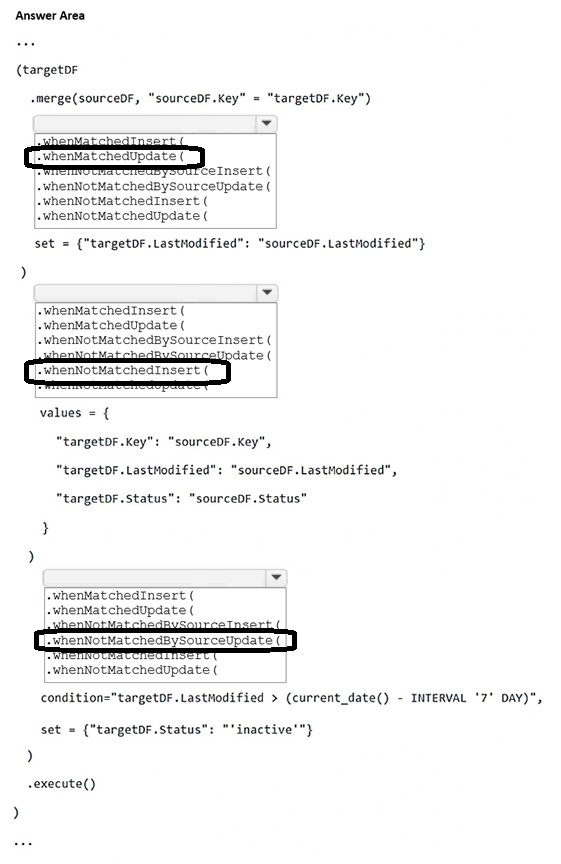 Answer Area
...
(targetDF
.merge(sourceDF, "sourceDF.Key" = "targetDF.Key")
.whenMatchedInsert(
.whenMatchedUpdate(
.whenNotMatchedBySourceInsert(
.whenNotMatchedBySourceUpdate(
.whenNotMatchedInsert(
.whenNotMatchedUpdate(
set = {"targetDF.LastModified": "sourceDF.LastModified"}
)
.whenMatchedInsert(
.whenMatchedUpdate(
.whenNotMatchedBySourceInsert(
.whenNotMatchedBySourceUpdate(
.whenNotMatchedInsert(
.whenNotMatchedUpdate(
values = {
"targetDF.Key": "sourceDF.Key",
"targetDF.LastModified": "sourceDF.LastModified",
"targetDF.Status": "sourceDF.Status"
}
)
.whenMatchedInsert(
.whenMatchedUpdate(
.whenNotMatchedBySourceInsert(
.whenNotMatchedBySourceUpdate(
.whenNotMatchedInsert(
.whenNotMatchedUpdate(
condition="targetDF.LastModified > (current_date() - INTERVAL '7' DAY)",
set = {"targetDF.Status": "'inactive'"}
)
.execute()
)
...